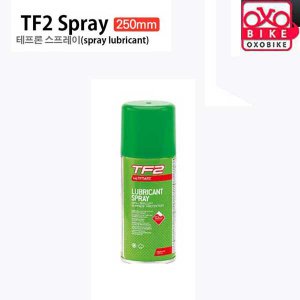 TF2 Spray 250mm
테프론 스프레이(spray lubricant)
OXO
BIKE
OXOBIKE
TF2
LUBRICANT
SPRAY